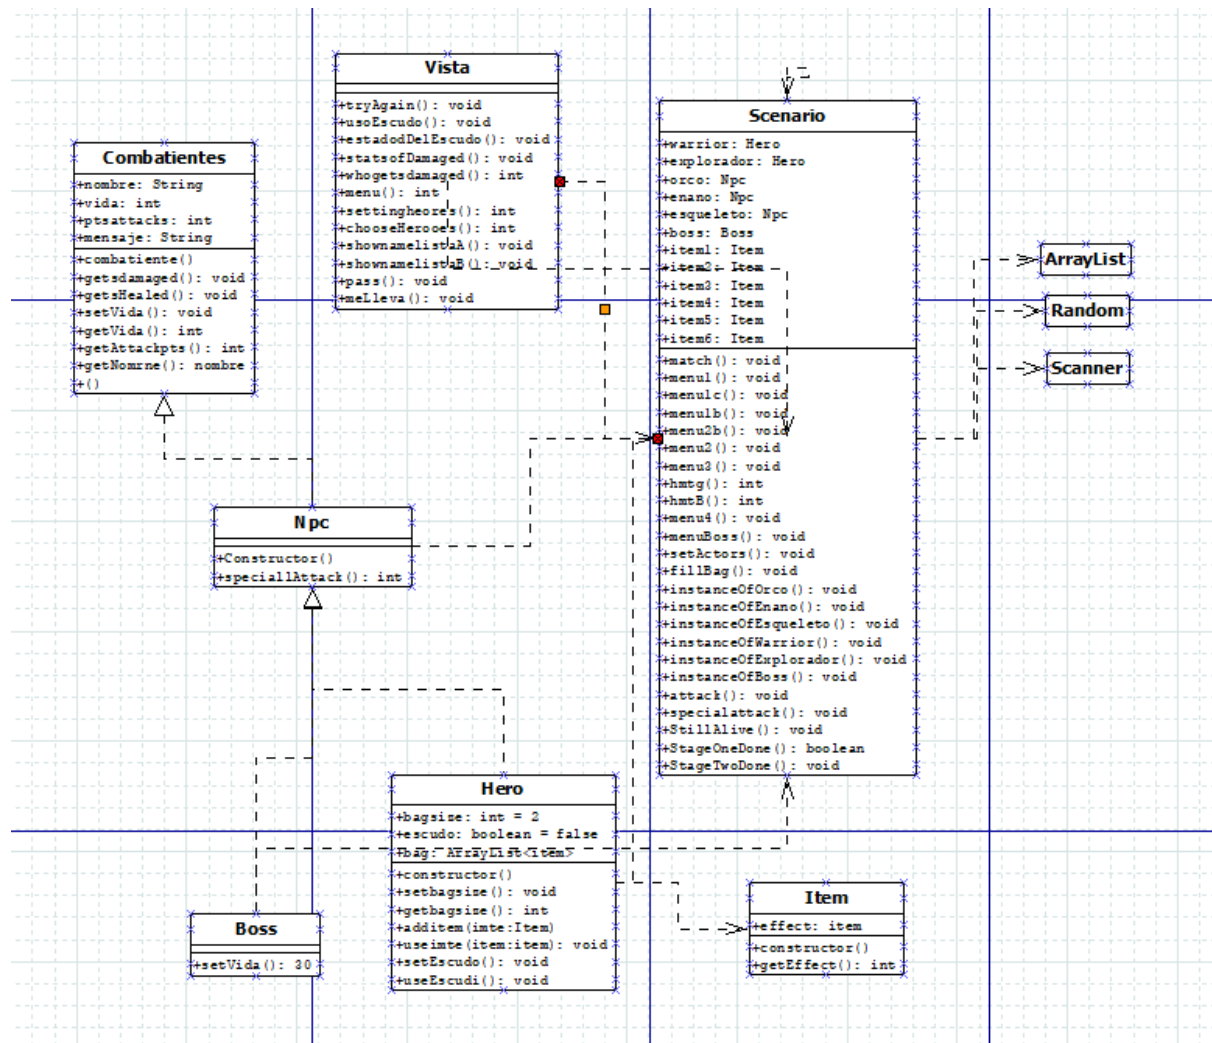 Vista
+tryAgain(): void
+usoEscudo(): void
+estadodDelEscudo(): void
+statsofDamaged(): void
+whogetsdamaged(): int
+menu(): int
+settingheores(): int
+chooseHerooes(): int
+shownamelistaA(): void
+shownamelistaB(): void
+pass(): void
+meLleva(): void
Combatientes
+nombre: String
+vida: int
+ptsattacks: int
+mensaje: String
+combatiente()
+getsdamaged(): void
+getsHealed(): void
+setVida(): void
+getVida(): int
+getAttackpts(): int
+getNomrne(): nombre
+()
Scenario
+warrior: Hero
+explorador: Hero
+orco: Npc
+enano: Npc
+esqueleto: Npc
+boss: Boss
+item1: Item
+item2: Item
+item3: Item
+item4: Item
+item5: Item
+item6: Item
+match(): void
+menu1(): void
+menu1c(): void
+menu1b(): void
+menu2b(): void
+menu2(): void
+menu3(): void
+hmtg(): int
+hmtB(): int
+menu4(): void
+menuBoss(): void
+setActors(): void
+fillBag(): void
+instanceOfOrco(): void
+instanceOfEnano(): void
+instanceOfEsqueleto(): void
+instanceOfWarrior(): void
+instanceOfExplorador(): void
+instanceOfBoss(): void
+attack(): void
+specialattack(): void
+StillAlive(): void
+StageOneDone(): boolean
+StageTwoDone(): void
ArrayList
Random
Scanner
Npc
+Constructor()
+speciallAttack(): int
Hero
+bagsize: int = 2
+escudo: boolean = false
+bag: ArrayList<item>
+constructor()
+setbagsize(): void
+getbagsize(): int
+additem(imte:Item)
+useimte(item:item): void
+setEscudo(): void
+useEscudi(): void
Boss
+setVida(): 30
Item
+effect: item
+constructor()
+getEffect(): int